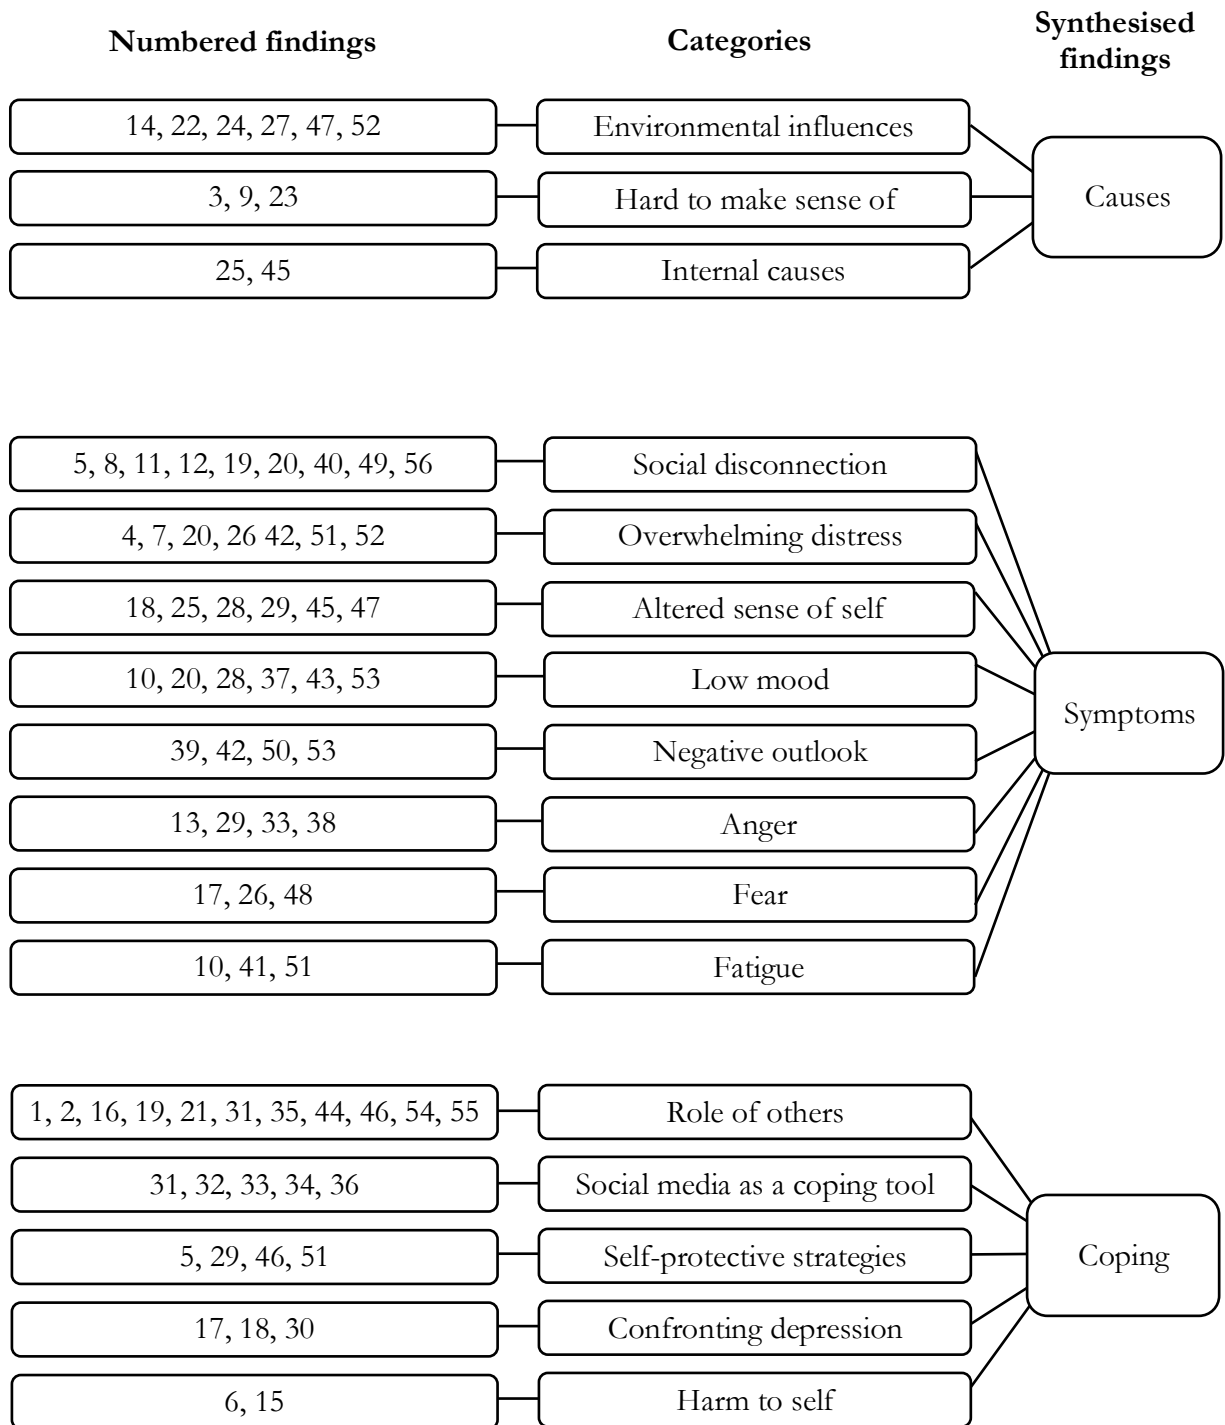 Numbered findings
Categories
Synthesised
findings
14, 22, 24, 27, 47, 52
Environmental influences
3, 9, 23
Hard to make sense of
Causes
25, 45
Internal causes
5, 8, 11, 12, 19, 20, 40, 49, 56
Social disconnection
4, 7, 20, 26 42, 51, 52
Overwhelming distress
18, 25, 28, 29, 45, 47
Altered sense of self
10, 20, 28, 37, 43, 53
Low mood
Symptoms
39, 42, 50, 53
Negative outlook
13, 29, 33, 38
Anger
17, 26, 48
Fear
10, 41, 51
Fatigue
1, 2, 16, 19, 21, 31, 35, 44, 46, 54, 55
Role of others
31, 32, 33, 34, 36
Social media as a coping tool
5, 29, 46, 51
Self-protective strategies
Coping
17, 18, 30
Confronting depression
6, 15
Harm to self